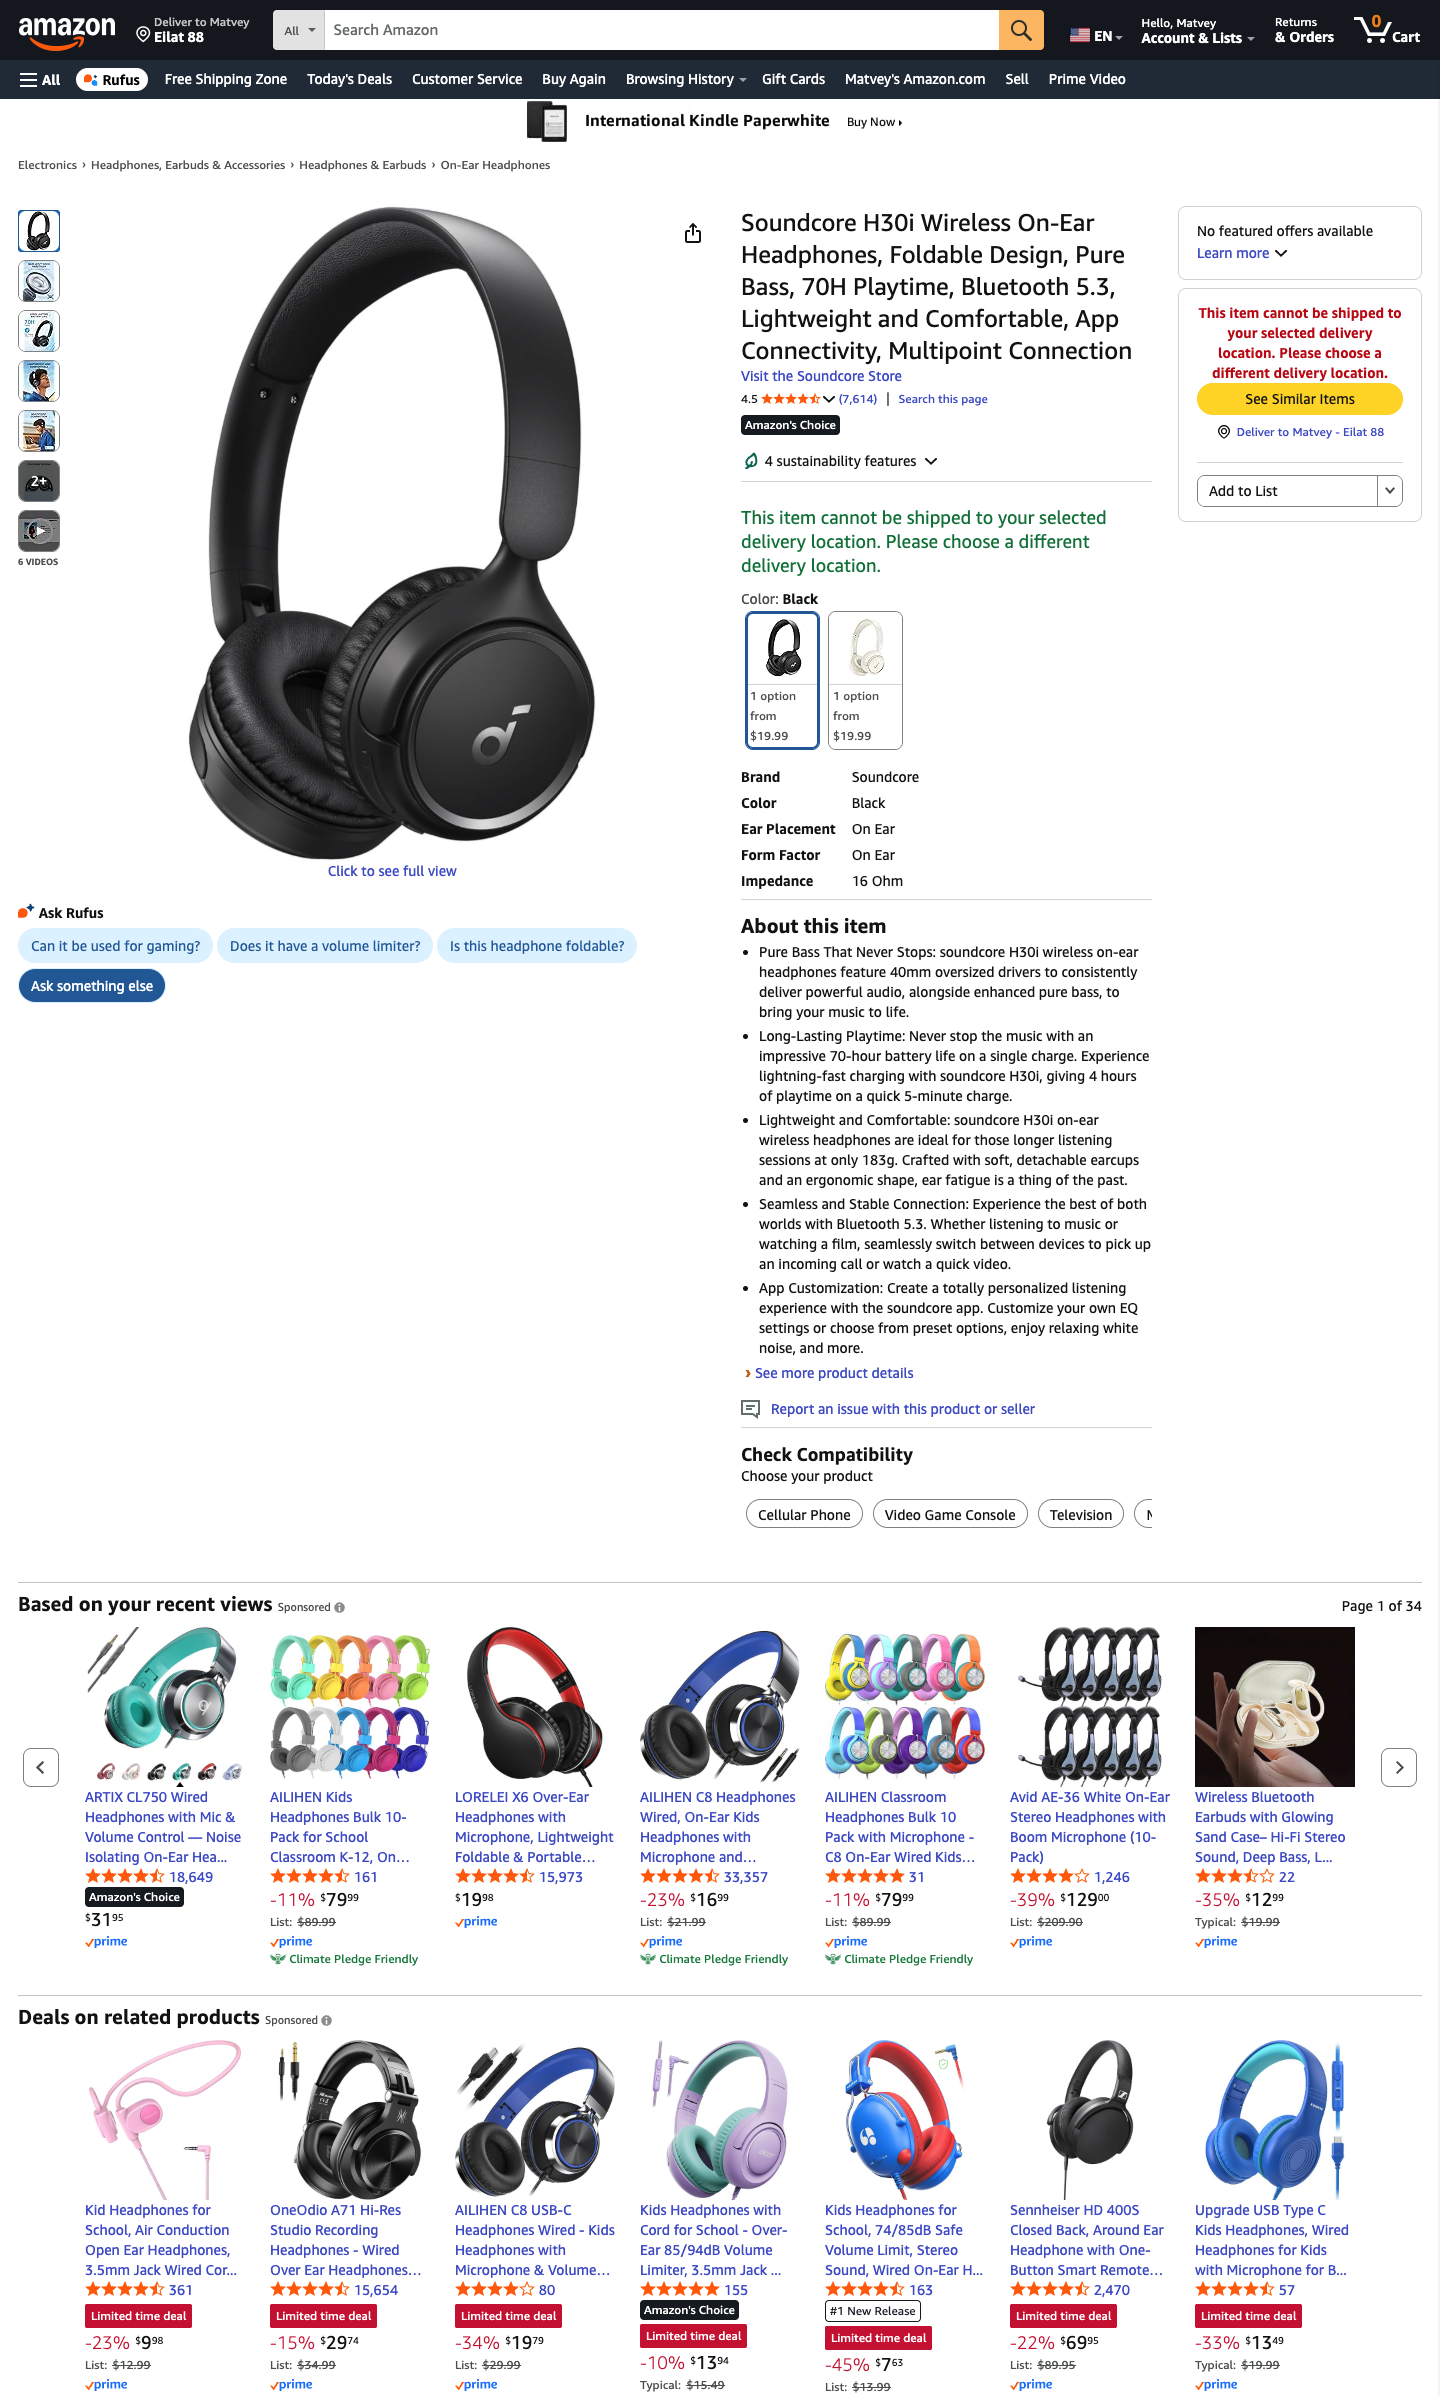 amazon
Deliver to Matvey
Eilat 88
All
Search Amazon
EN
Hello, Matvey
Account & Lists
Returns
& Orders
0
Cart
All
Rufus
Free Shipping Zone
Today's Deals
Customer Service
Buy Again
Browsing History
Gift Cards
Matvey's Amazon.com
Sell
Prime Video
International Kindle Paperwhite
Buy Now
Electronics › Headphones, Earbuds & Accessories › Headphones & Earbuds › On-Ear Headphones
2+
6 VIDEOS
Click to see full view
Ask Rufus
Can it be used for gaming?
Does it have a volume limiter?
Is this headphone foldable?
Ask something else
Soundcore H30i Wireless On-Ear
Headphones, Foldable Design, Pure
Bass, 70H Playtime, Bluetooth 5.3,
Lightweight and Comfortable, App
Connectivity, Multipoint Connection
Visit the Soundcore Store
4.5 (7,614) | Search this page
Amazon's Choice
4 sustainability features
This item cannot be shipped to your selected
delivery location. Please choose a different
delivery location.
Color: Black
1 option
from
$19.99
1 option
from
$19.99
Brand Soundcore
Color Black
Ear Placement On Ear
Form Factor On Ear
Impedance 16 Ohm
About this item
• Pure Bass That Never Stops: soundcore H30i wireless on-ear
headphones feature 40mm oversized drivers to consistently
deliver powerful audio, alongside enhanced pure bass, to
bring your music to life.
• Long-Lasting Playtime: Never stop the music with an
impressive 70-hour battery life on a single charge. Experience
lightning-fast charging with soundcore H30i, giving 4 hours
of playtime on a quick 5-minute charge.
• Lightweight and Comfortable: soundcore H30i on-ear
wireless headphones are ideal for those longer listening
sessions at only 183g. Crafted with soft, detachable earcups
and an ergonomic shape, ear fatigue is a thing of the past.
• Seamless and Stable Connection: Experience the best of both
worlds with Bluetooth 5.3. Whether listening to music or
watching a film, seamlessly switch between devices to pick up
an incoming call or watch a quick video.
• App Customization: Create a totally personalized listening
experience with the soundcore app. Customize your own EQ
settings or choose from preset options, enjoy relaxing white
noise, and more.
› See more product details
Report an issue with this product or seller
Check Compatibility
Choose your product
Cellular Phone
Video Game Console
Television
No featured offers available
Learn more
This item cannot be shipped to
your selected delivery
location. Please choose a
different delivery location.
See Similar Items
Deliver to Matvey - Eilat 88
Add to List
Based on your recent views Sponsored
Page 1 of 34
ARTIX CL750 Wired
Headphones with Mic &
Volume Control — Noise
Isolating On-Ear Hea...
18,649
Amazon's Choice
$3195
prime
AILIHEN Kids
Headphones Bulk 10-
Pack for School
Classroom K-12, On...
161
-11% $7999
List: $89.99
prime
Climate Pledge Friendly
LORELEI X6 Over-Ear
Headphones with
Microphone, Lightweight
Foldable & Portable...
15,973
$1998
prime
AILIHEN C8 Headphones
Wired, On-Ear Kids
Headphones with
Microphone and...
33,357
-23% $1699
List: $21.99
prime
Climate Pledge Friendly
AILIHEN Classroom
Headphones Bulk 10
Pack with Microphone -
C8 On-Ear Wired Kids...
31
-11% $7999
List: $89.99
prime
Climate Pledge Friendly
Avid AE-36 White On-Ear
Stereo Headphones with
Boom Microphone (10-
Pack)
1,246
-39% $12900
List: $209.90
prime
Wireless Bluetooth
Earbuds with Glowing
Sand Case– Hi-Fi Stereo
Sound, Deep Bass, L...
22
-35% $1299
Typical: $19.99
prime
Deals on related products Sponsored
Kid Headphones for
School, Air Conduction
Open Ear Headphones,
3.5mm Jack Wired Cor...
361
Limited time deal
-23% $998
List: $12.99
prime
OneOdio A71 Hi-Res
Studio Recording
Headphones - Wired
Over Ear Headphones...
15,654
Limited time deal
-15% $2974
List: $34.99
prime
AILIHEN C8 USB-C
Headphones Wired - Kids
Headphones with
Microphone & Volume...
80
Limited time deal
-34% $1979
List: $29.99
prime
Kids Headphones with
Cord for School - Over-
Ear 85/94dB Volume
Limiter, 3.5mm Jack ...
155
Amazon's Choice
Limited time deal
-10% $1394
Typical: $15.49
Kids Headphones for
School, 74/85dB Safe
Volume Limit, Stereo
Sound, Wired On-Ear H...
163
#1 New Release
Limited time deal
-45% $763
List: $13.99
Sennheiser HD 400S
Closed Back, Around Ear
Headphone with One-
Button Smart Remote...
2,470
Limited time deal
-22% $6995
List: $89.95
prime
Upgrade USB Type C
Kids Headphones, Wired
Headphones for Kids
with Microphone for B...
57
Limited time deal
-33% $1349
Typical: $19.99
prime